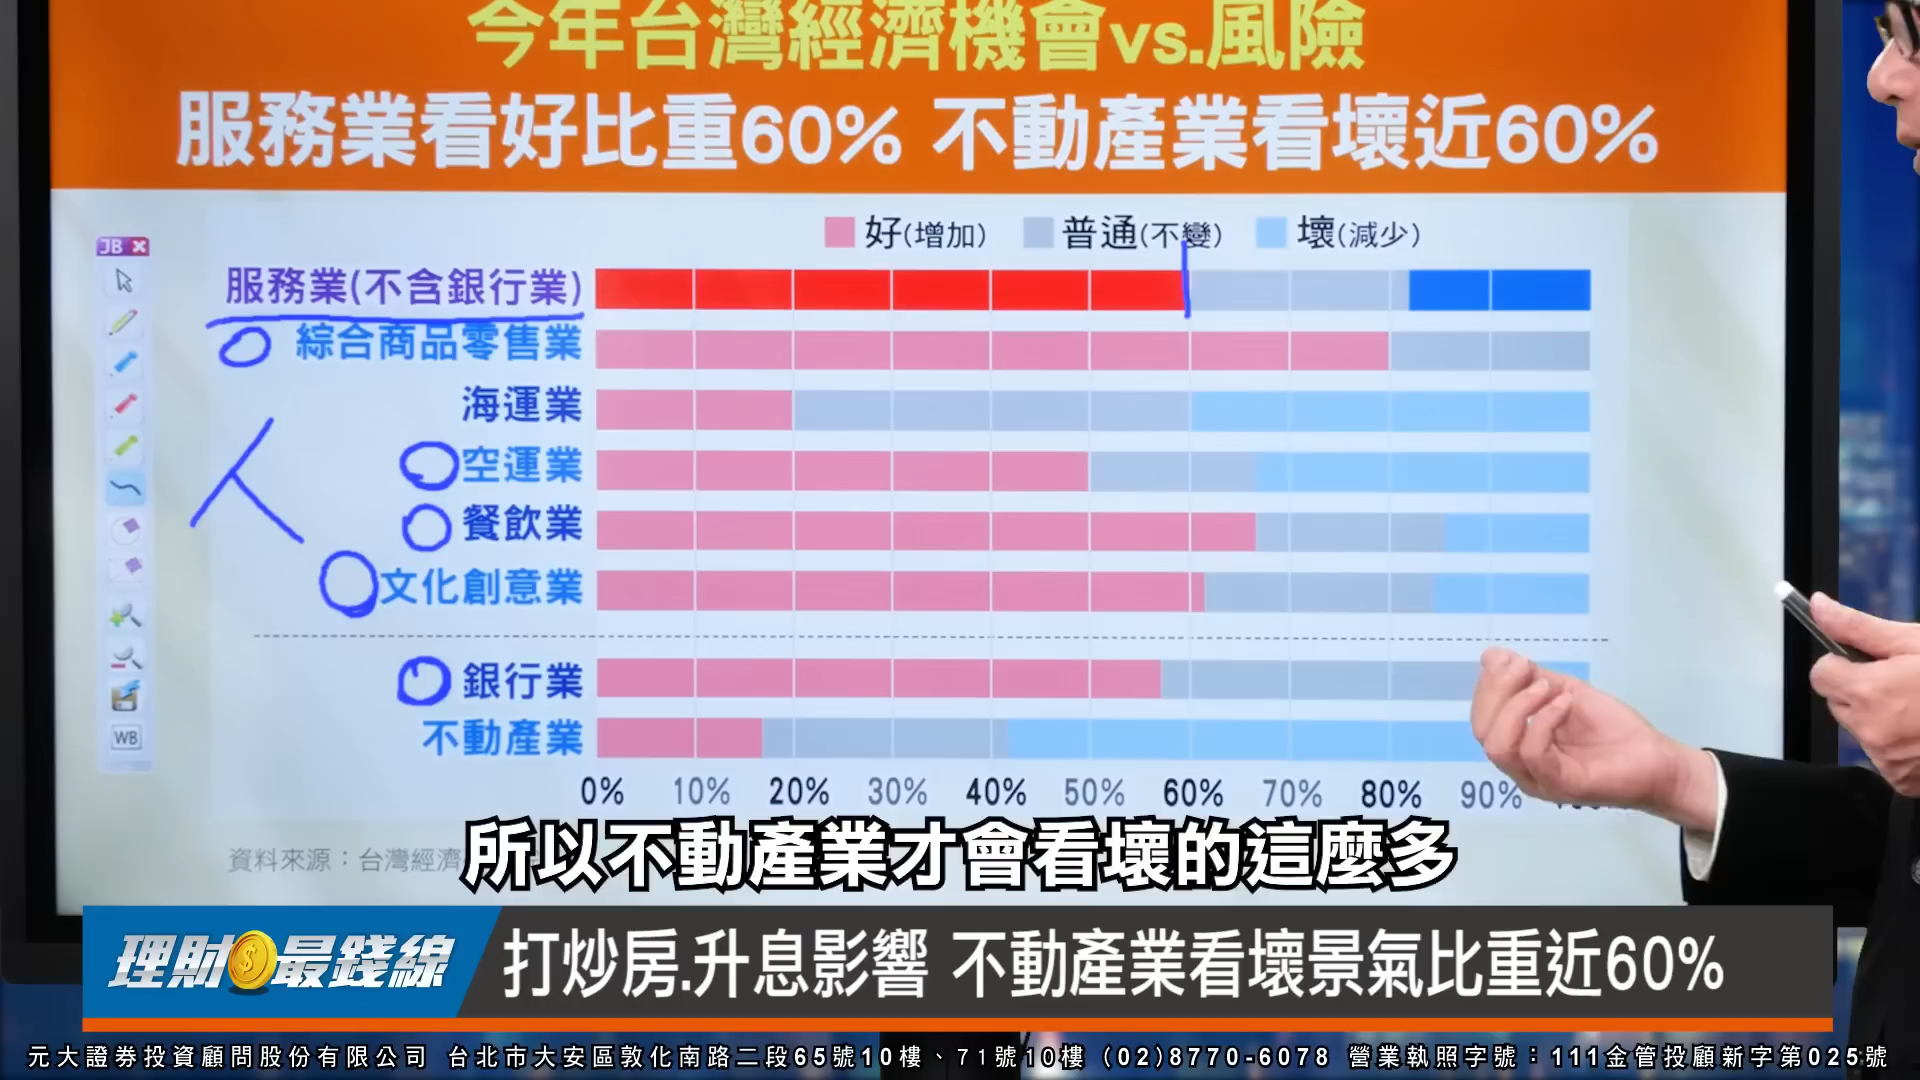 今年台灣經濟機會vs.風險
服務業看好比重60% 不動產業看壞近60%
好(增加) 普通(不變) 壞(減少)
JB
服務業(不含銀行業)
綜合商品零售業
海運業
空運業
餐飲業
文化創意業
銀行業
不動產業
WB
0% 10% 20% 30% 40% 50% 60% 70% 80% 90%
資料來源：台灣經濟
所以不動產業才會看壞的這麼多
理財最錢線
打炒房.升息影響 不動產業看壞景氣比重近60%
元大證券投資顧問股份有限公司 台北市大安區敦化南路二段65號10樓、71號10樓 (02)8770-6078 營業執照字號：111金管投顧新字第025號